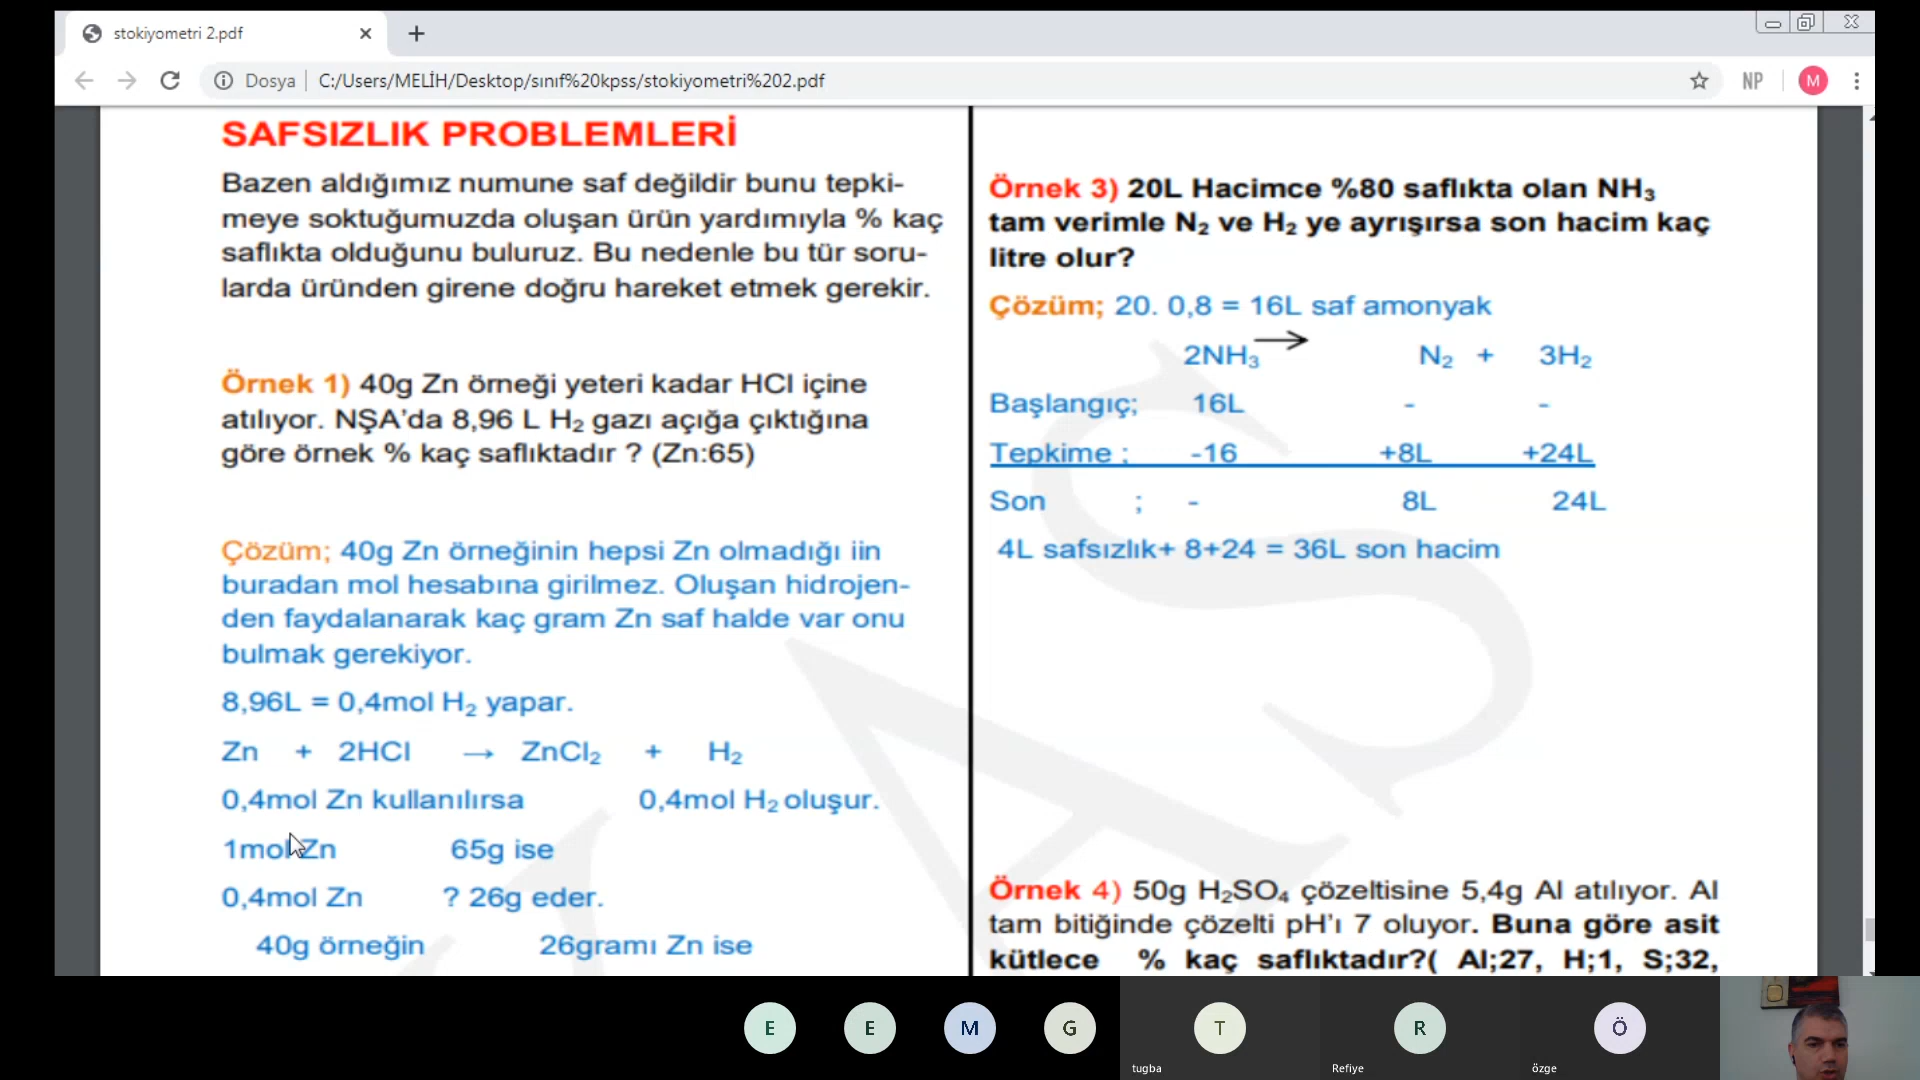 stokiyometri 2.pdf
Dosya
C:/Users/MELİH/Desktop/sınıf%20kpss/stokiyometri%202.pdf
NP
M
SAFSIZLIK PROBLEMLERİ
Bazen aldığımız numune saf değildir bunu tepki-
meye soktuğumuzda oluşan ürün yardımıyla % kaç
saflıkta olduğunu buluruz. Bu nedenle bu tür soru-
larda üründen girene doğru hareket etmek gerekir.
Örnek 1) 40g Zn örneği yeteri kadar HCl içine
atılıyor. NŞA’da 8,96 L H₂ gazı açığa çıktığına
göre örnek % kaç saflıktadır ? (Zn:65)
Çözüm; 40g Zn örneğinin hepsi Zn olmadığı iin
buradan mol hesabına girilmez. Oluşan hidrojen-
den faydalanarak kaç gram Zn saf halde var onu
bulmak gerekiyor.
8,96L = 0,4mol H₂ yapar.
Zn + 2HCl → ZnCl₂ + H₂
0,4mol Zn kullanılırsa 0,4mol H₂ oluşur.
1mol Zn 65g ise
0,4mol Zn ? 26g eder.
40g örneğin 26gramı Zn ise
Örnek 3) 20L Hacimce %80 saflıkta olan NH₃
tam verimle N₂ ve H₂ ye ayrışırsa son hacim kaç
litre olur?
Çözüm; 20. 0,8 = 16L saf amonyak
2NH₃ → N₂ + 3H₂
Başlangıç; 16L - -
Tepkime ; -16 +8L +24L
Son ; - 8L 24L
4L safsızlık+ 8+24 = 36L son hacim
Örnek 4) 50g H₂SO₄ çözeltisine 5,4g Al atılıyor. Al
tam bitiğinde çözelti pH’ı 7 oluyor. Buna göre asit
kütlece % kaç saflıktadır?( Al;27, H;1, S;32,
E
E
M
G
T
R
Ö
tugba
Refiye
özge